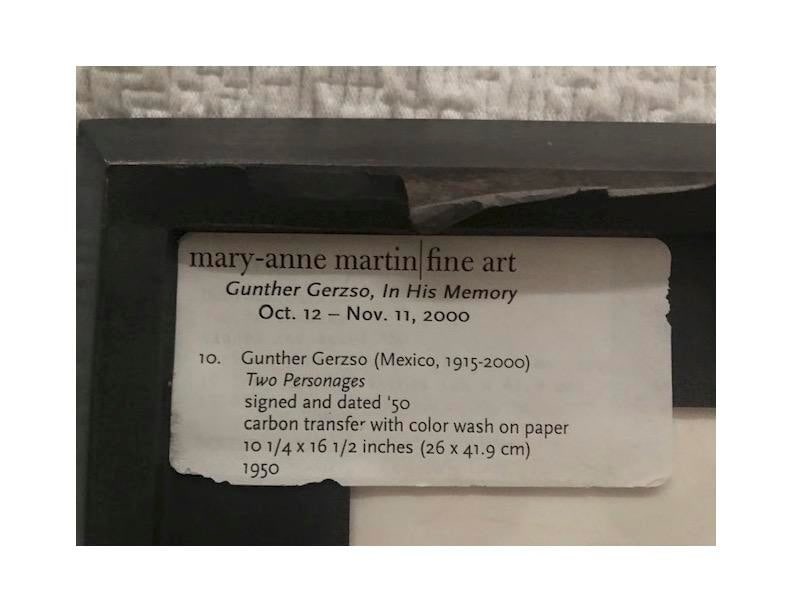 mary-anne martin|fine art
Gunther Gerzso, In His Memory
Oct. 12 – Nov. 11, 2000
10. Gunther Gerzso (Mexico, 1915-2000)
Two Personages
signed and dated '50
carbon transfer with color wash on paper
10 1/4 x 16 1/2 inches (26 x 41.9 cm)
1950